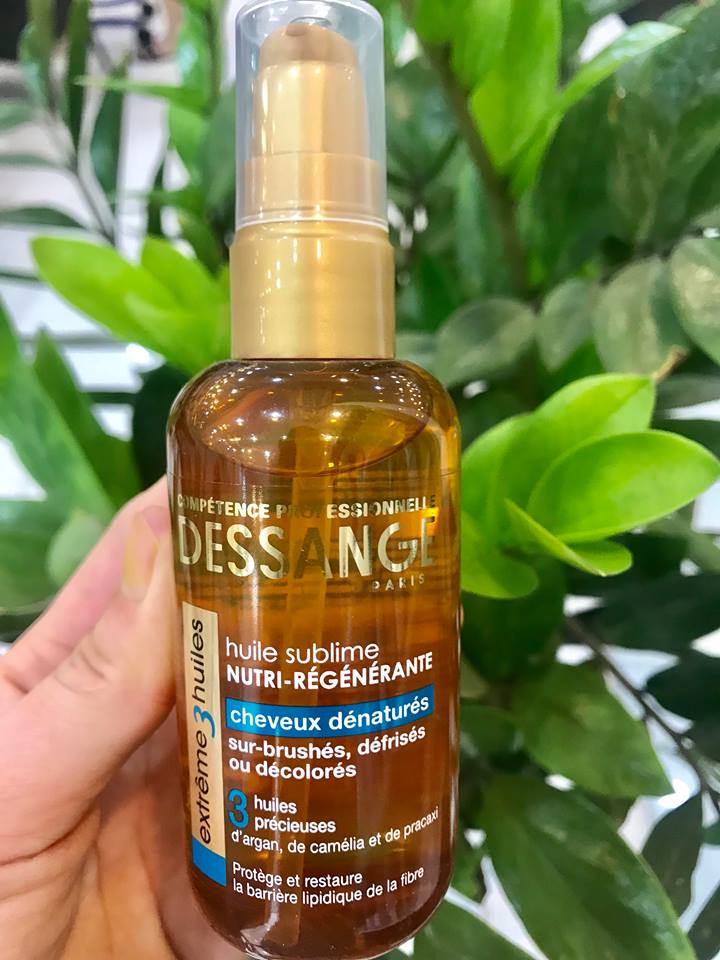 COMPÉTENCE PROFESSIONNELLE
DESSANGE
PARIS
extrême 3 huiles
huile sublime
NUTRI-RÉGÉNÉRANTE
cheveux dénaturés
sur-brushés, défrisés
ou décolorés
3 huiles
précieuses
d'argan, de camélia et de pracaxi
Protège et restaure
la barrière lipidique de la fibre